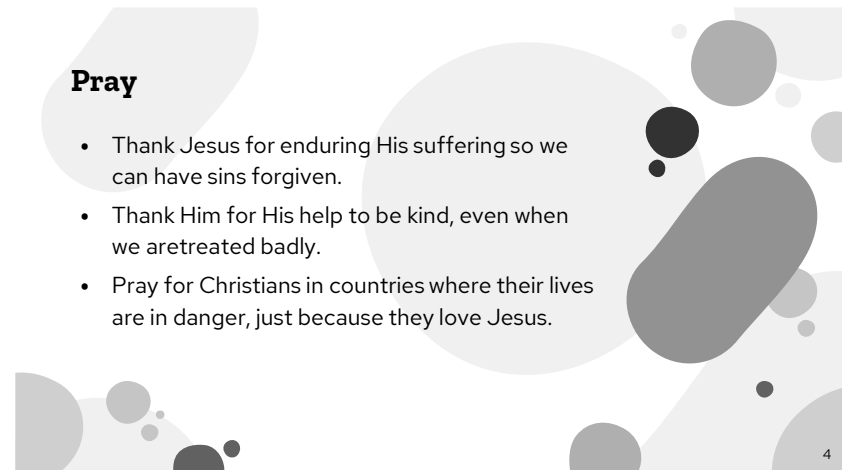 Pray
• Thank Jesus for enduring His suffering so we
can have sins forgiven.
• Thank Him for His help to be kind, even when
we aretreated badly.
• Pray for Christians in countries where their lives
are in danger, just because they love Jesus.
4